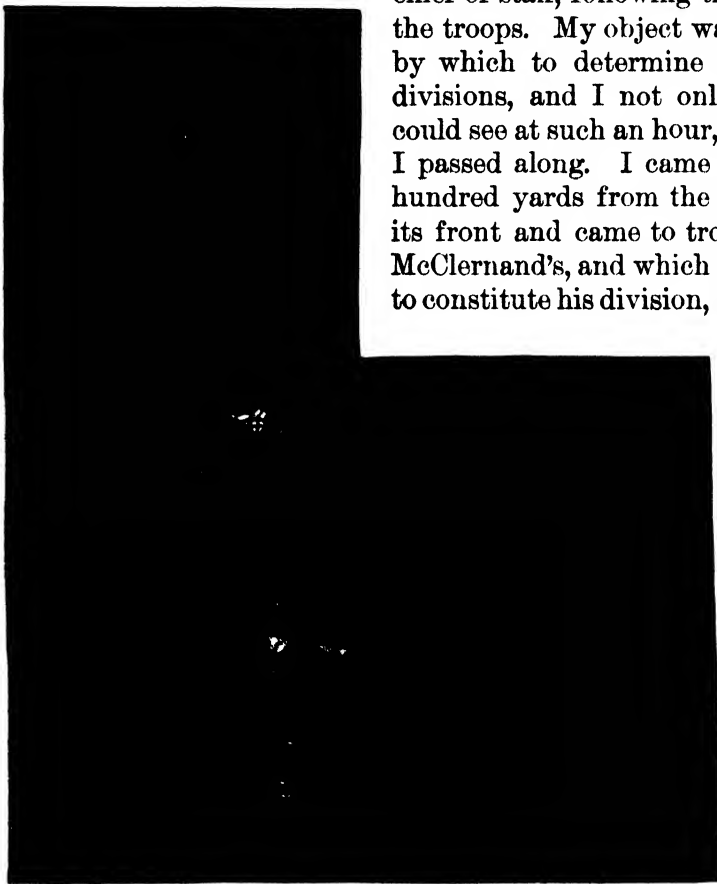 the troops. My object wa
by which to determine
divisions, and I not onl
could see at such an hour,
I passed along. I came
hundred yards from the
its front and came to tro
McClernand's, and which
to constitute his division,